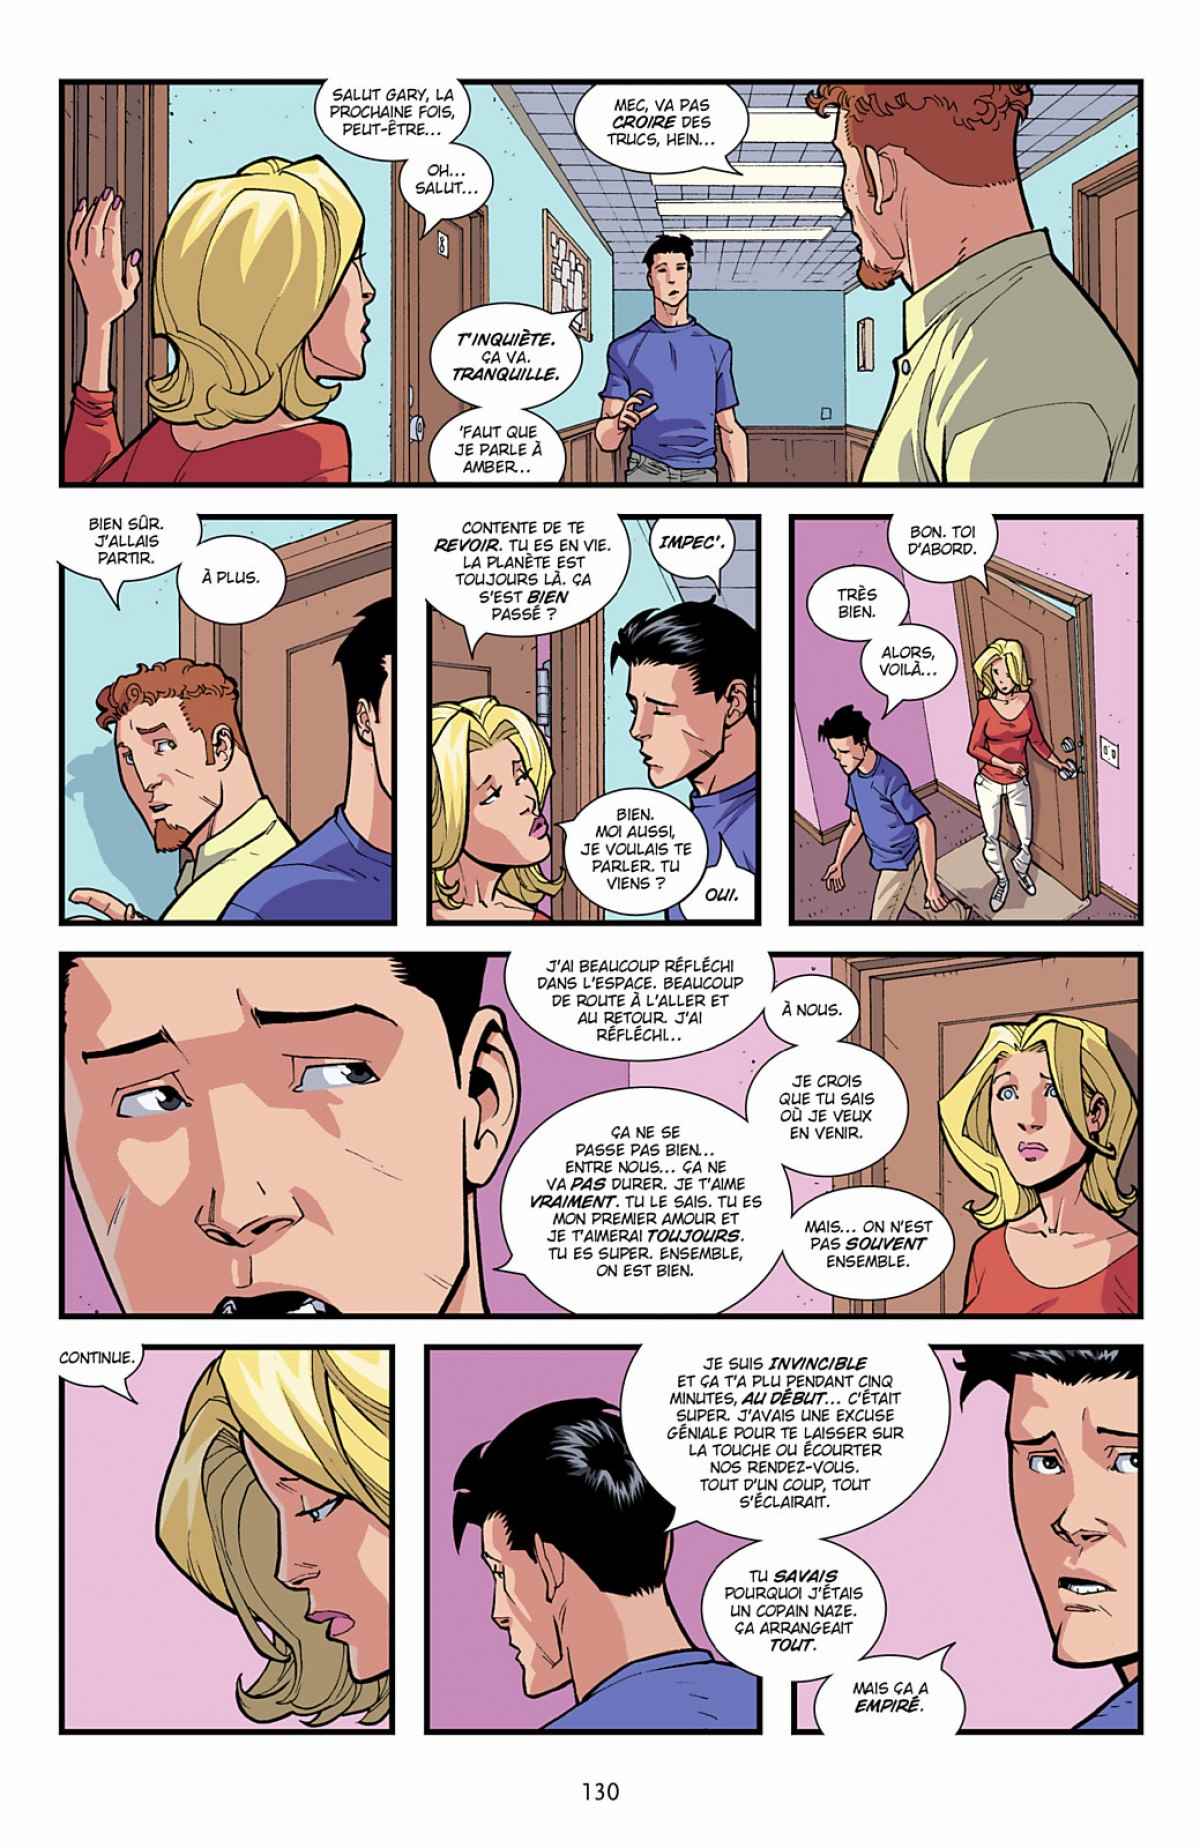 SALUT GARY, LA
PROCHAINE FOIS,
PEUT-ÊTRE...
OH...
SALUT...
MEC, VA PAS
CROIRE DES
TRUCS, HEIN...
8
T'INQUIÈTE.
ÇA VA.
TRANQUILLE.
'FAUT QUE
JE PARLE À
AMBER...
BIEN SÛR.
J'ALLAIS
PARTIR.
À PLUS.
CONTENTE DE TE
REVOIR. TU ES EN VIE.
LA PLANÈTE EST
TOUJOURS LÀ. ÇA
S'EST BIEN
PASSÉ ?
IMPEC'.
BIEN.
MOI AUSSI,
JE VOULAIS TE
PARLER. TU
VIENS ?
OUI.
BON. TOI
D'ABORD.
TRÈS
BIEN.
ALORS,
VOILÀ...
J'AI BEAUCOUP RÉFLÉCHI
DANS L'ESPACE. BEAUCOUP
DE ROUTE À L'ALLER ET
AU RETOUR. J'AI
RÉFLÉCHI...
À NOUS.
JE CROIS
QUE TU SAIS
OÙ JE VEUX
EN VENIR.
ÇA NE SE
PASSE PAS BIEN...
ENTRE NOUS... ÇA NE
VA PAS DURER. JE T'AIME
VRAIMENT. TU LE SAIS. TU ES
MON PREMIER AMOUR ET
JE T'AIMERAI TOUJOURS.
TU ES SUPER. ENSEMBLE,
ON EST BIEN.
MAIS... ON N'EST
PAS SOUVENT
ENSEMBLE.
CONTINUE.
JE SUIS INVINCIBLE
ET ÇA T'A PLU PENDANT CINQ
MINUTES, AU DÉBUT... C'ÉTAIT
SUPER. J'AVAIS UNE EXCUSE
GÉNIALE POUR TE LAISSER SUR
LA TOUCHE OU ÉCOURTER
NOS RENDEZ-VOUS.
TOUT D'UN COUP, TOUT
S'ÉCLAIRAIT.
TU SAVAIS
POURQUOI J'ÉTAIS
UN COPAIN NAZE.
ÇA ARRANGEAIT
TOUT.
MAIS ÇA A
EMPIRÉ.
130